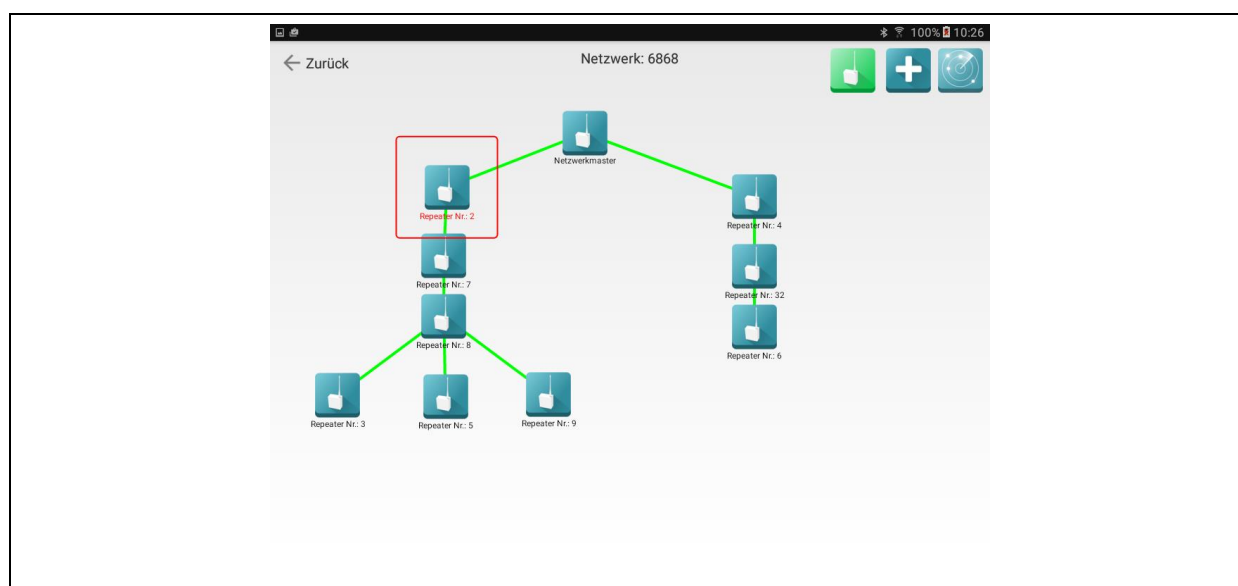 100% 10:26
Zurück
Netzwerk: 6868
Netzwerkmaster
Repeater Nr.: 2
Repeater Nr.: 4
Repeater Nr.: 7
Repeater Nr.: 32
Repeater Nr.: 8
Repeater Nr.: 6
Repeater Nr.: 3
Repeater Nr.: 5
Repeater Nr.: 9